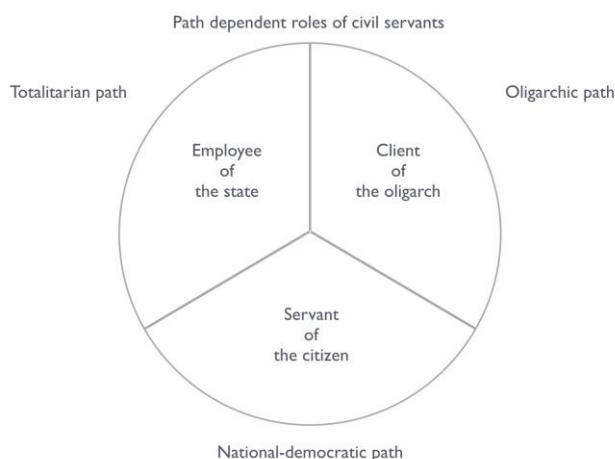 Path dependent roles of civil servants
Totalitarian path
Oligarchic path
Employee
of
the state
Client
of
the oligarch
Servant
of
the citizen
National-democratic path